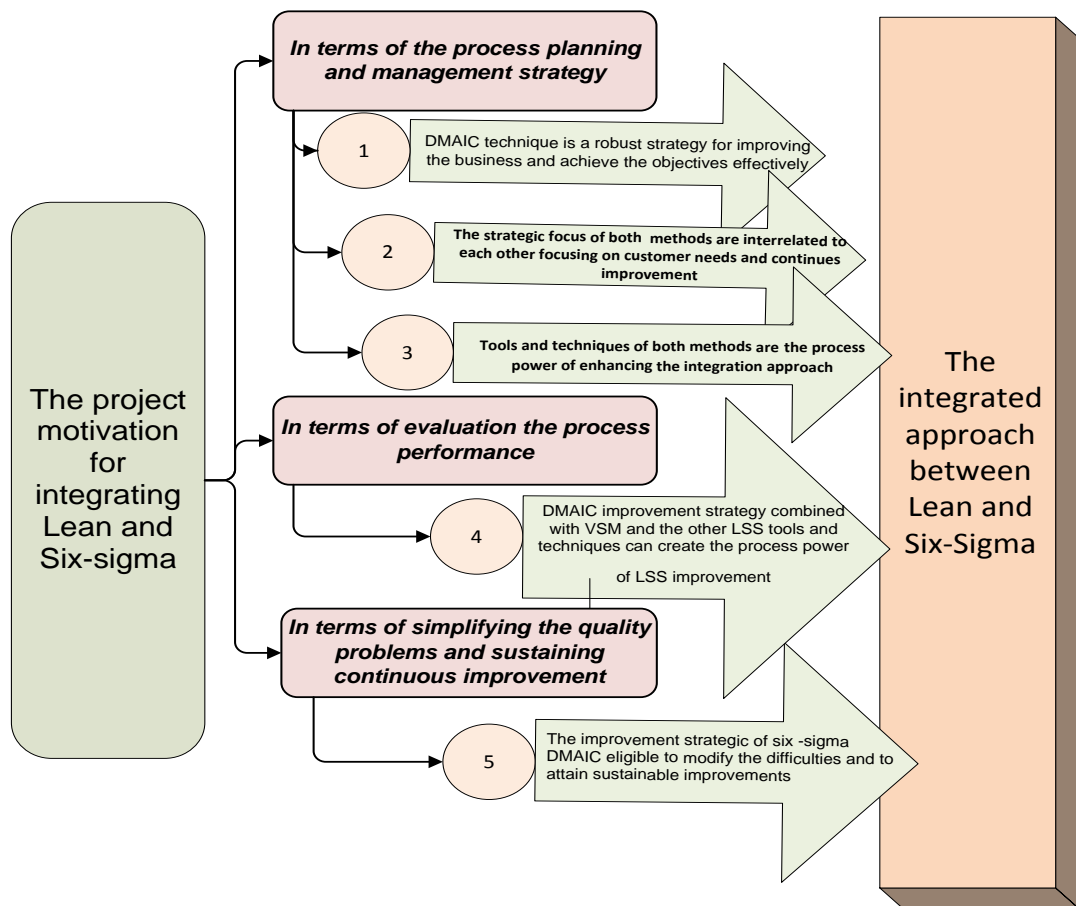 The project
motivation
for
integrating
Lean and
Six-sigma
In terms of the process planning
and management strategy
1
DMAIC technique is a robust strategy for improving
the business and achieve the objectives effectively
2
The strategic focus of both methods are interrelated to
each other focusing on customer needs and continues
improvement
3
Tools and techniques of both methods are the process
power of enhancing the integration approach
In terms of evaluation the process
performance
4
DMAIC improvement strategy combined
with VSM and the other LSS tools and
techniques can create the process power
of LSS improvement
In terms of simplifying the quality
problems and sustaining
continuous improvement
5
The improvement strategic of six -sigma
DMAIC eligible to modify the difficulties and to
attain sustainable improvements
The
integrated
approach
between
Lean and
Six-Sigma